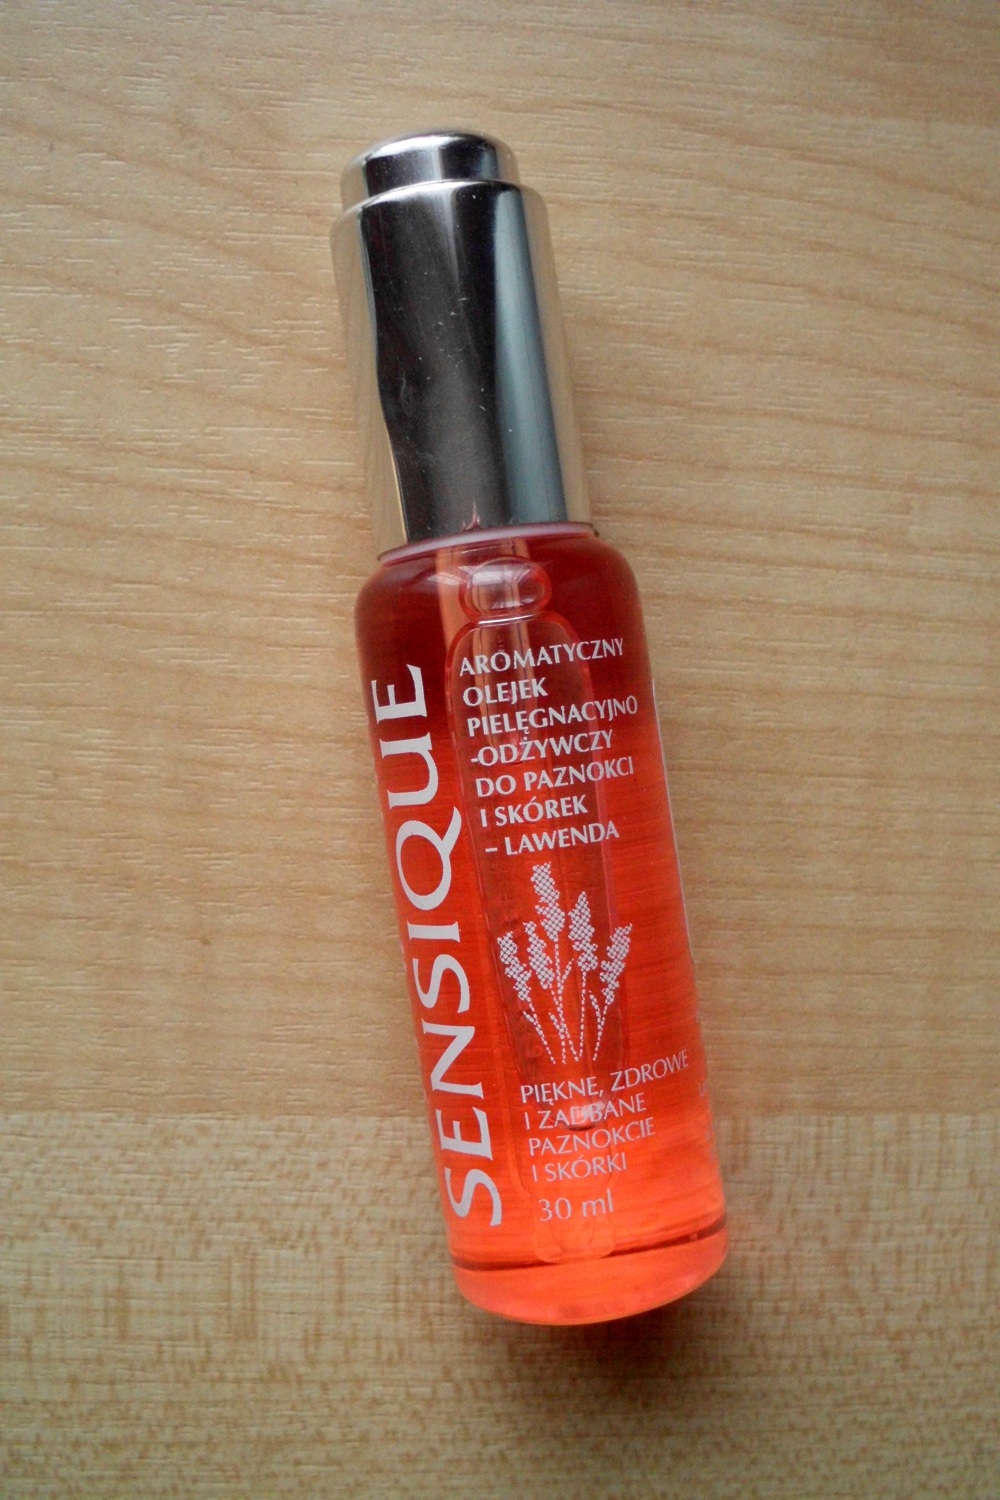 SENSIQUE
AROMATYCZNY
OLEJEK
PIELĘGNACYJNO
-ODŻYWCZY
DO PAZNOKCI
I SKÓREK
– LAWENDA
PIĘKNE, ZDROWE
I ZADBANE
PAZNOKCIE
I SKÓRKI
30 ml